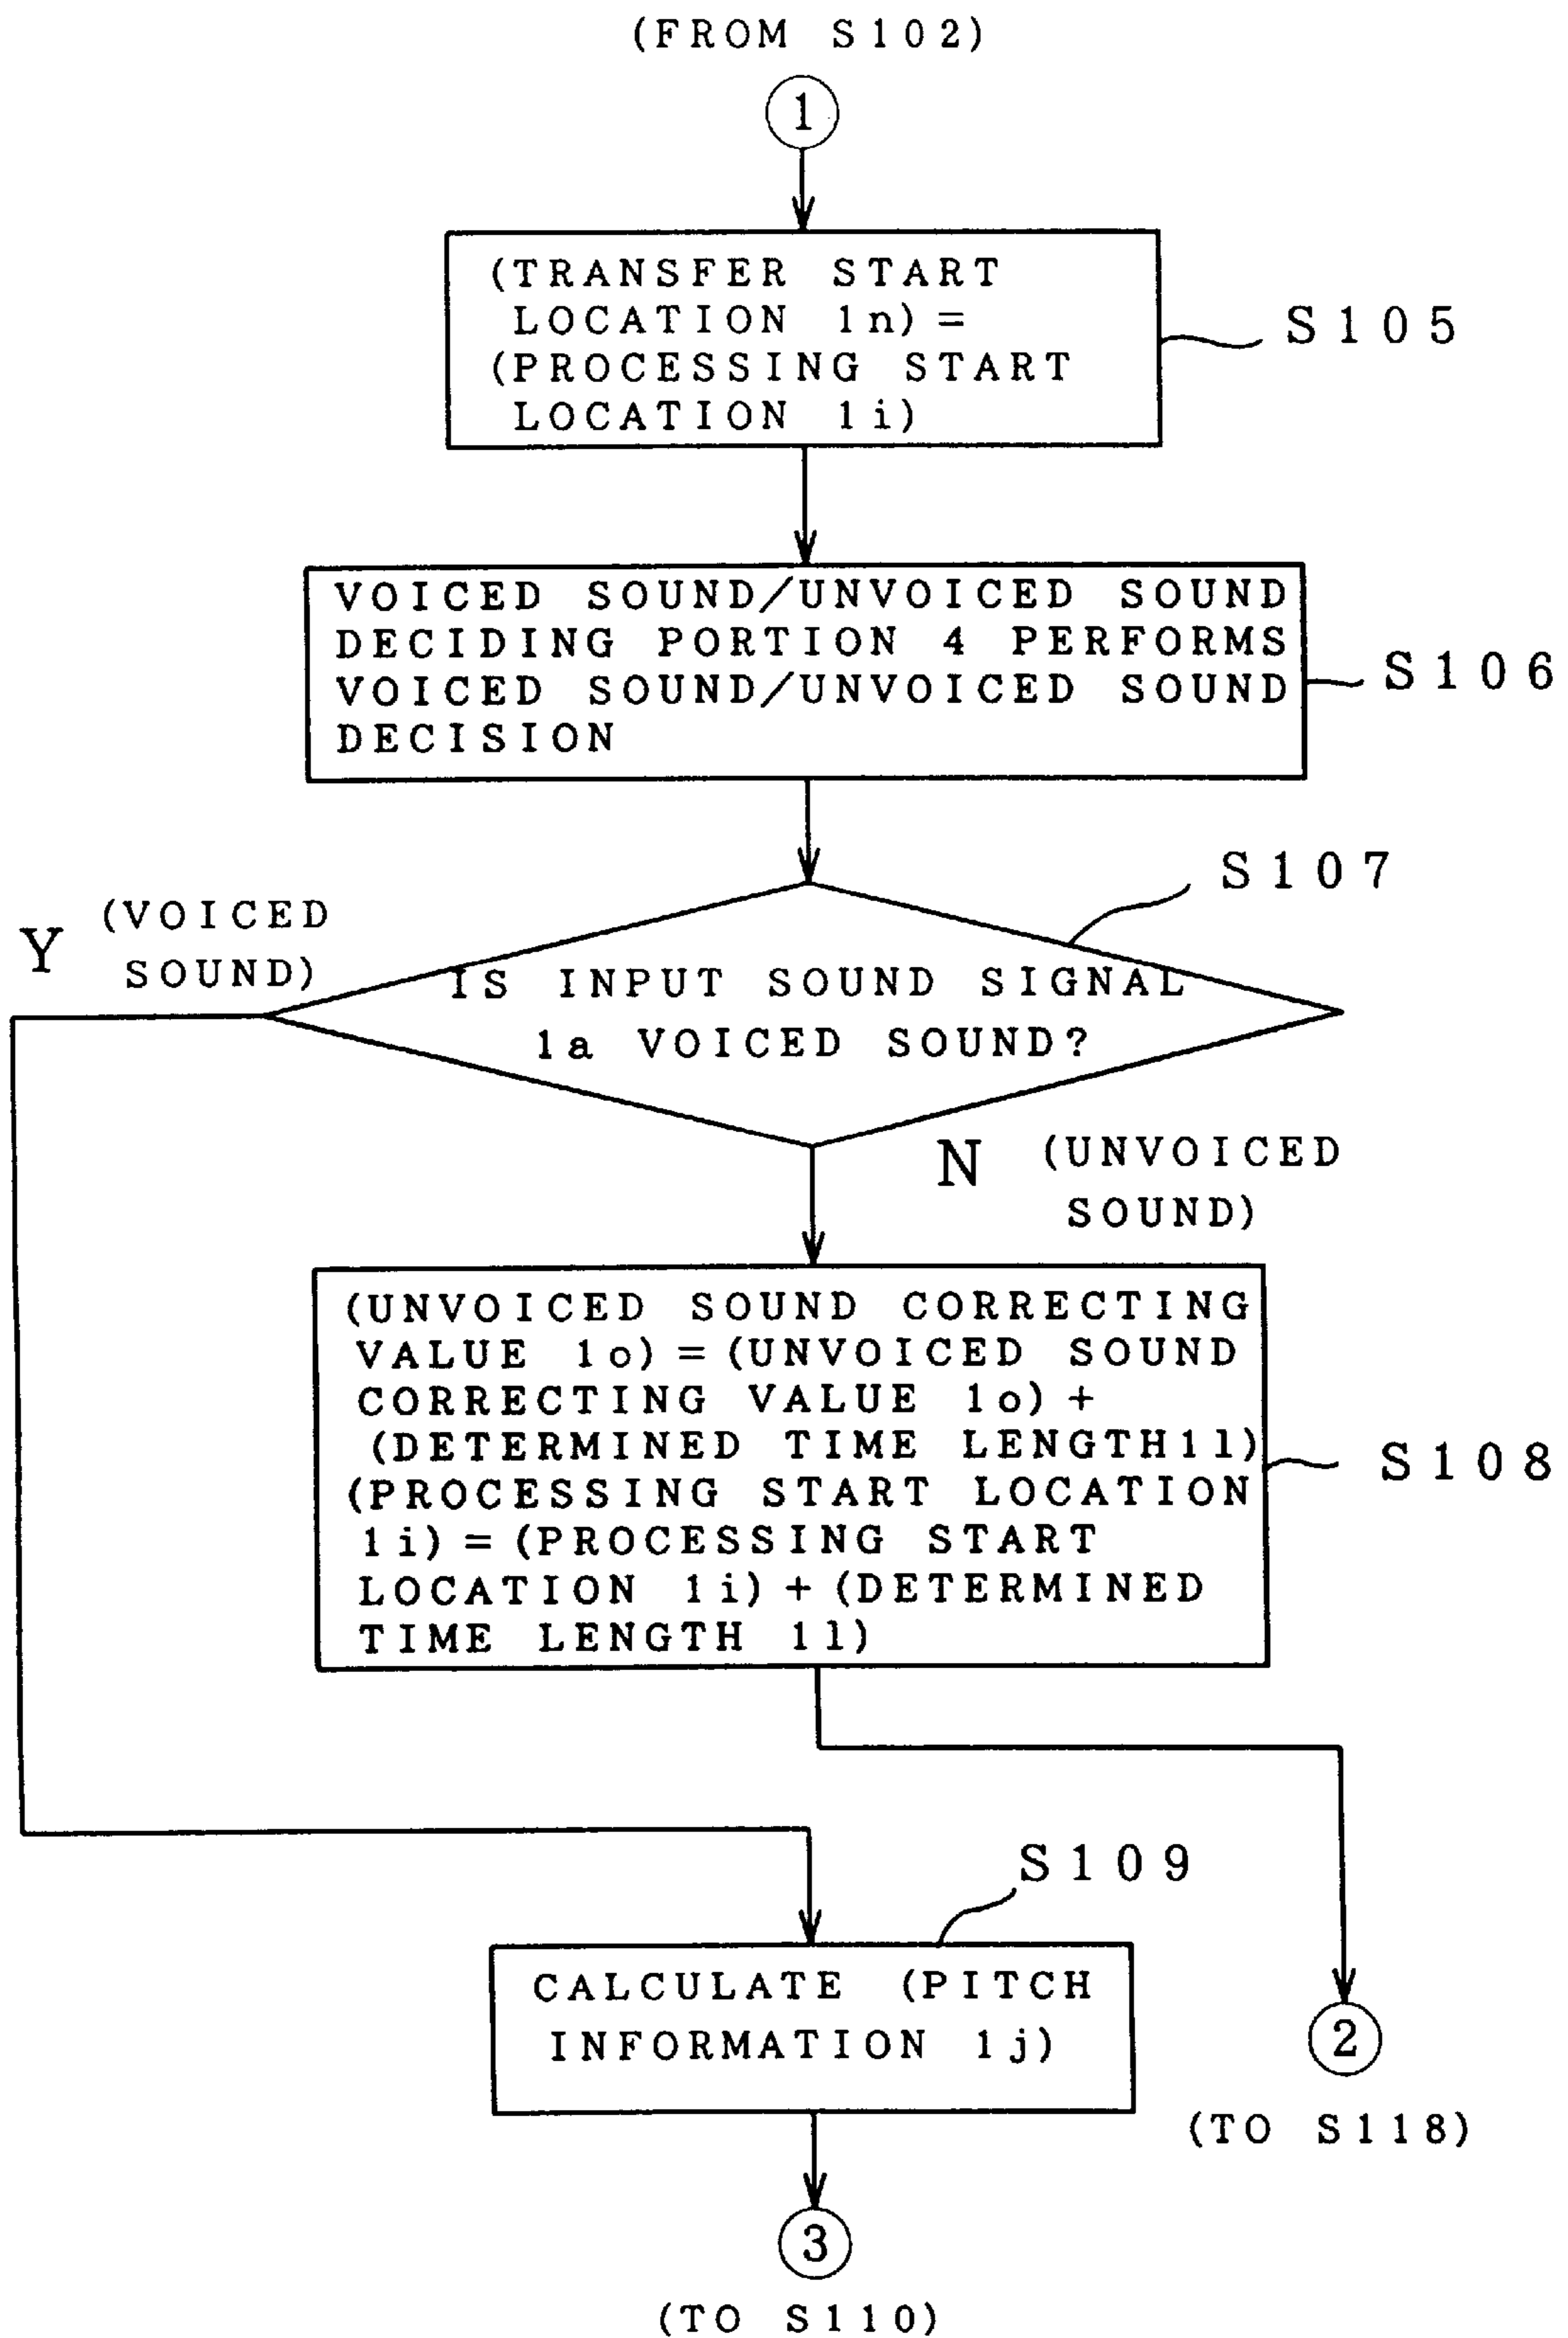 (FROM S102)
1
(TRANSFER START
LOCATION 1n) =
(PROCESSING START
LOCATION 1i)
S105
VOICED SOUND/UNVOICED SOUND
DECIDING PORTION 4 PERFORMS
VOICED SOUND/UNVOICED SOUND
DECISION
S106
S107
Y (VOICED
SOUND)
IS INPUT SOUND SIGNAL
1a VOICED SOUND?
N (UNVOICED
SOUND)
(UNVOICED SOUND CORRECTING
VALUE 1o) = (UNVOICED SOUND
CORRECTING VALUE 1o) +
(DETERMINED TIME LENGTH1l)
(PROCESSING START LOCATION
1i) = (PROCESSING START
LOCATION 1i) + (DETERMINED
TIME LENGTH 1l)
S108
S109
CALCULATE (PITCH
INFORMATION 1j)
2
(TO S118)
3
(TO S110)